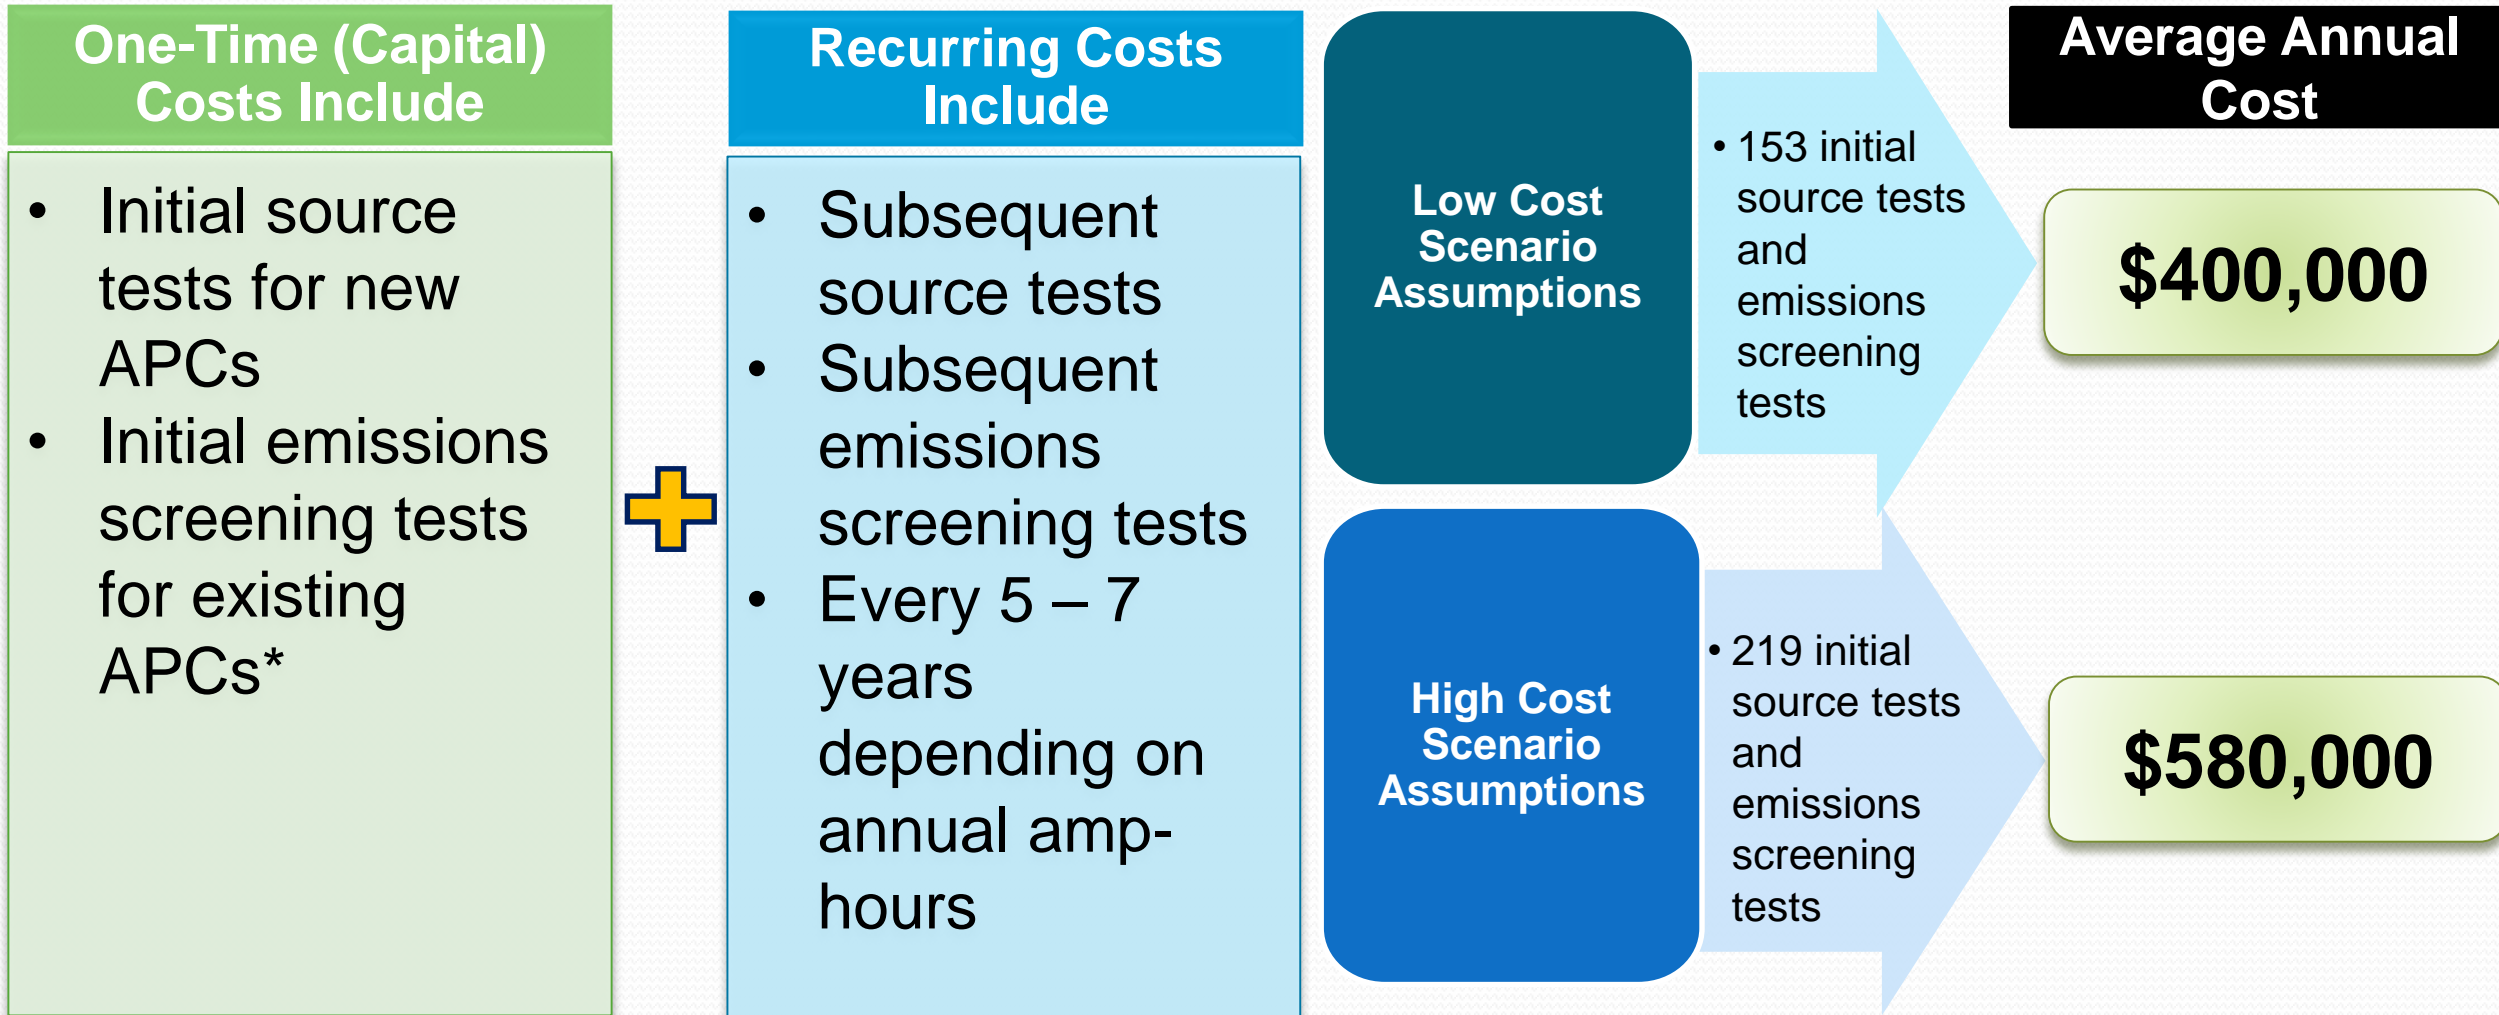 One-Time (Capital)
Costs Include
• Initial source
tests for new
APCs
• Initial emissions
screening tests
for existing
APCs*
Recurring Costs
Include
• Subsequent
source tests
• Subsequent
emissions
screening tests
• Every 5 – 7
years
depending on
annual amp-
hours
Low Cost
Scenario
Assumptions
• 153 initial
source tests
and
emissions
screening
tests
High Cost
Scenario
Assumptions
• 219 initial
source tests
and
emissions
screening
tests
Average Annual
Cost
$400,000
$580,000